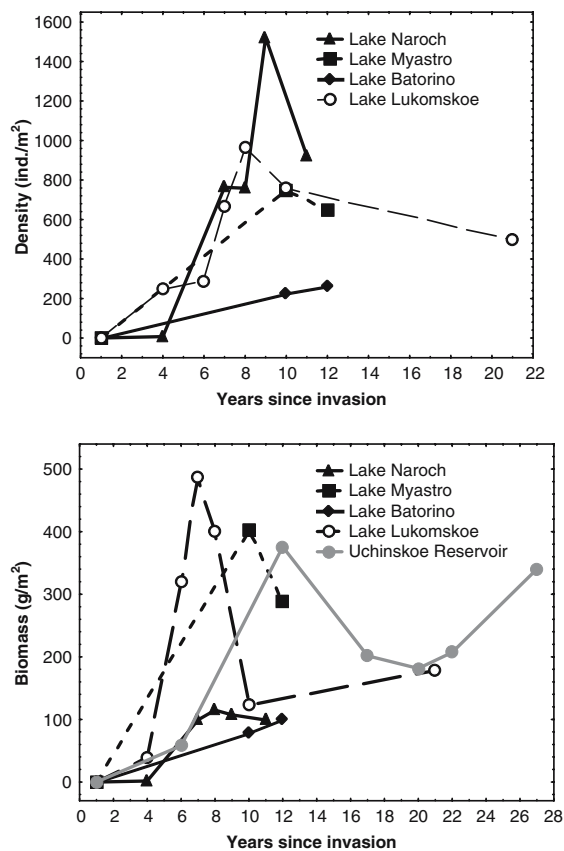 1600
1400
1200
1000
800
600
400
200
0
Density (ind./m²)
Lake Naroch
Lake Myastro
Lake Batorino
Lake Lukomskoe
0 2 4 6 8 10 12 14 16 18 20 22
Years since invasion
500
400
300
200
100
0
Biomass (g/m²)
Lake Naroch
Lake Myastro
Lake Batorino
Lake Lukomskoe
Uchinskoe Reservoir
0 2 4 6 8 10 12 14 16 18 20 22 24 26 28
Years since invasion